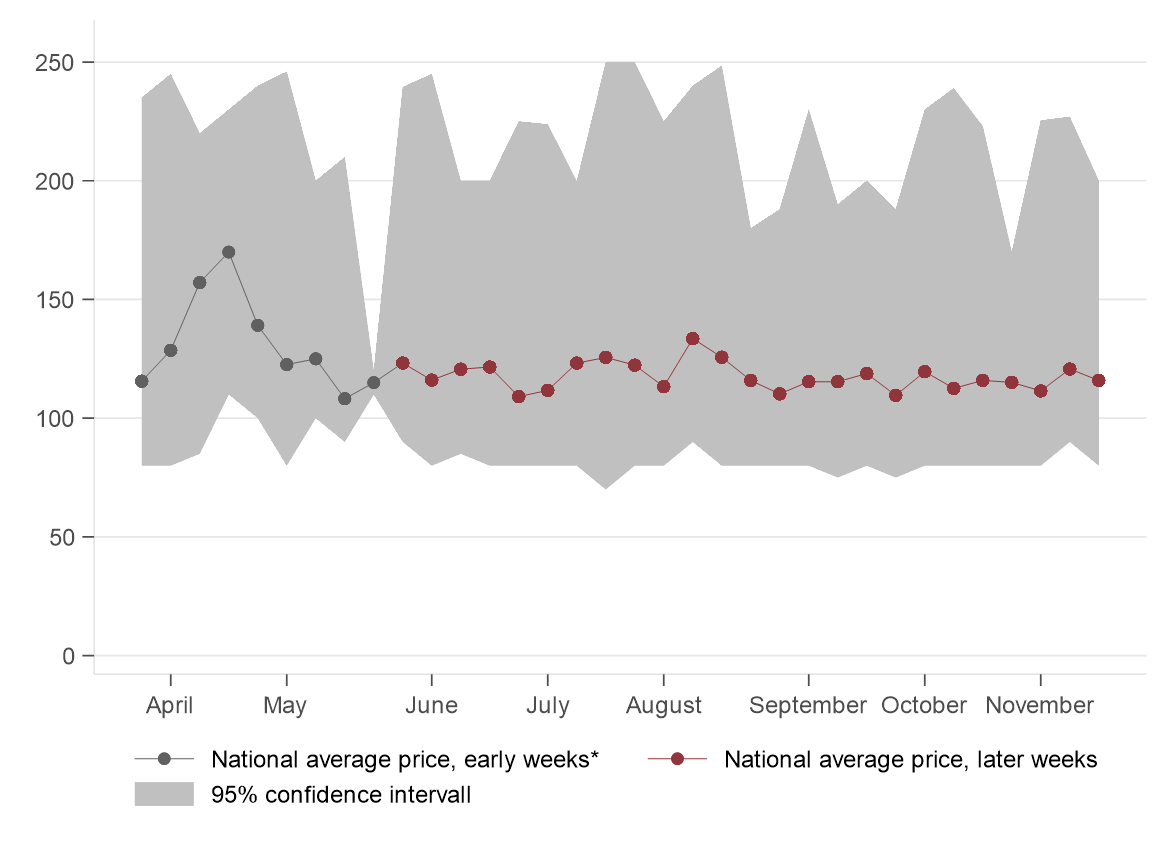 250
200
150
100
50
0
April May June July August September October November
National average price, early weeks* National average price, later weeks
95% confidence intervall